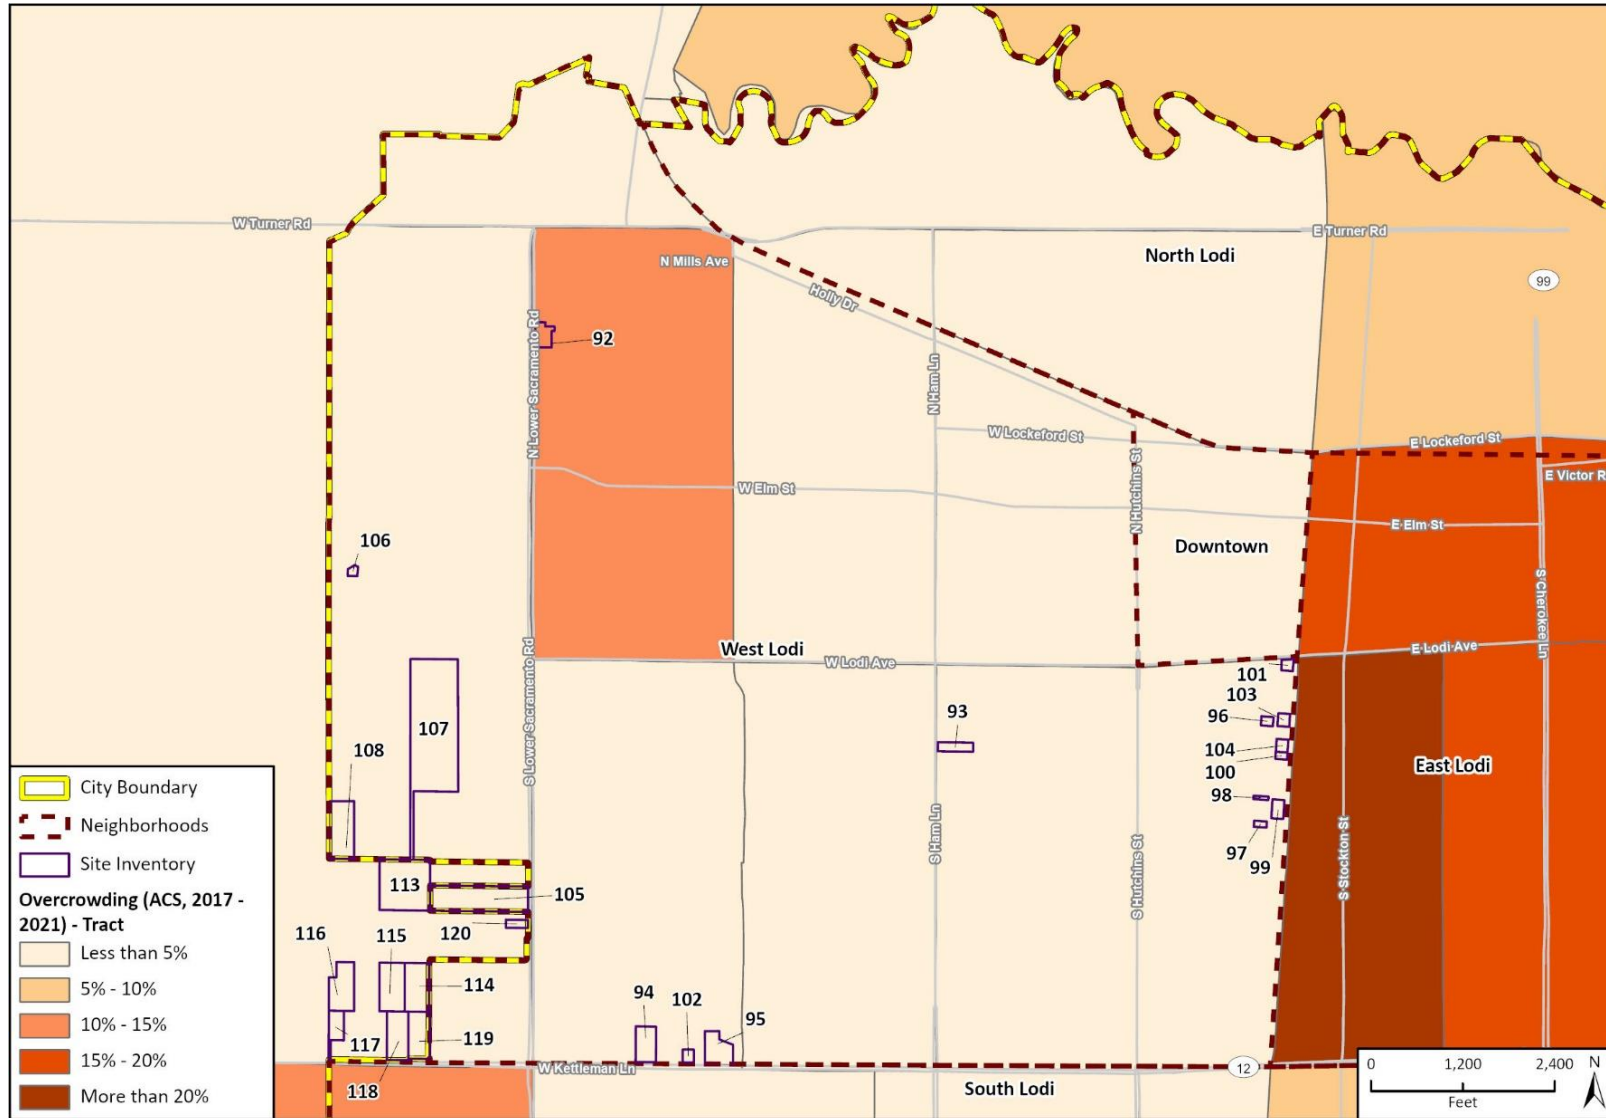 W Turner Rd
E Turner Rd
North Lodi
N Mills Ave
99
Holly Dr
92
N Lower Sacramento Rd
N Ham Ln
W Lockeford St
E Lockeford St
E Victor R
W Elm St
N Hutchins St
E Elm St
106
Downtown
S Cherokee Ln
West Lodi
W Lodi Ave
E Lodi Ave
101
S Lower Sacramento Rd
103
96
93
107
108
104
100
East Lodi
98
97
99
S Ham Ln
S Hutchins St
S Stockton St
113
105
120
116
115
114
94
102
95
117
119
118
W Kettleman Ln
12
South Lodi
City Boundary
Neighborhoods
Site Inventory
Overcrowding (ACS, 2017 -
2021) - Tract
Less than 5%
5% - 10%
10% - 15%
15% - 20%
More than 20%
0 1,200 2,400
Feet
N